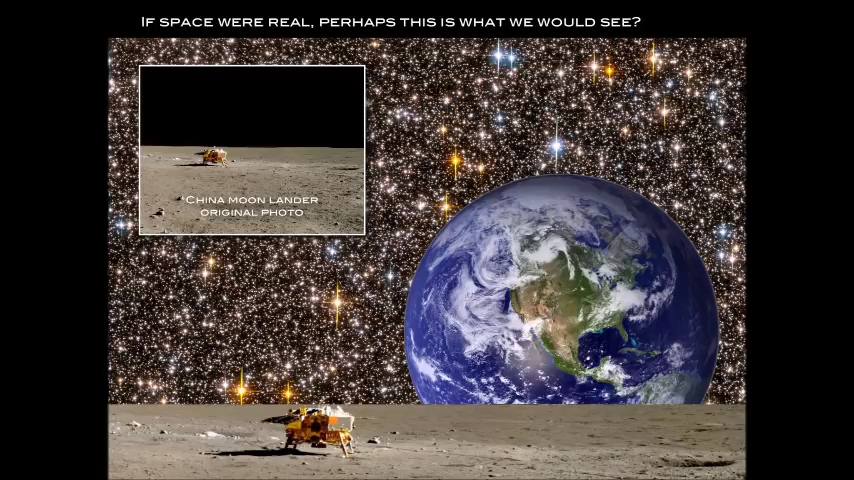 If space were real, perhaps this is what we would see?
*China moon lander
original photo